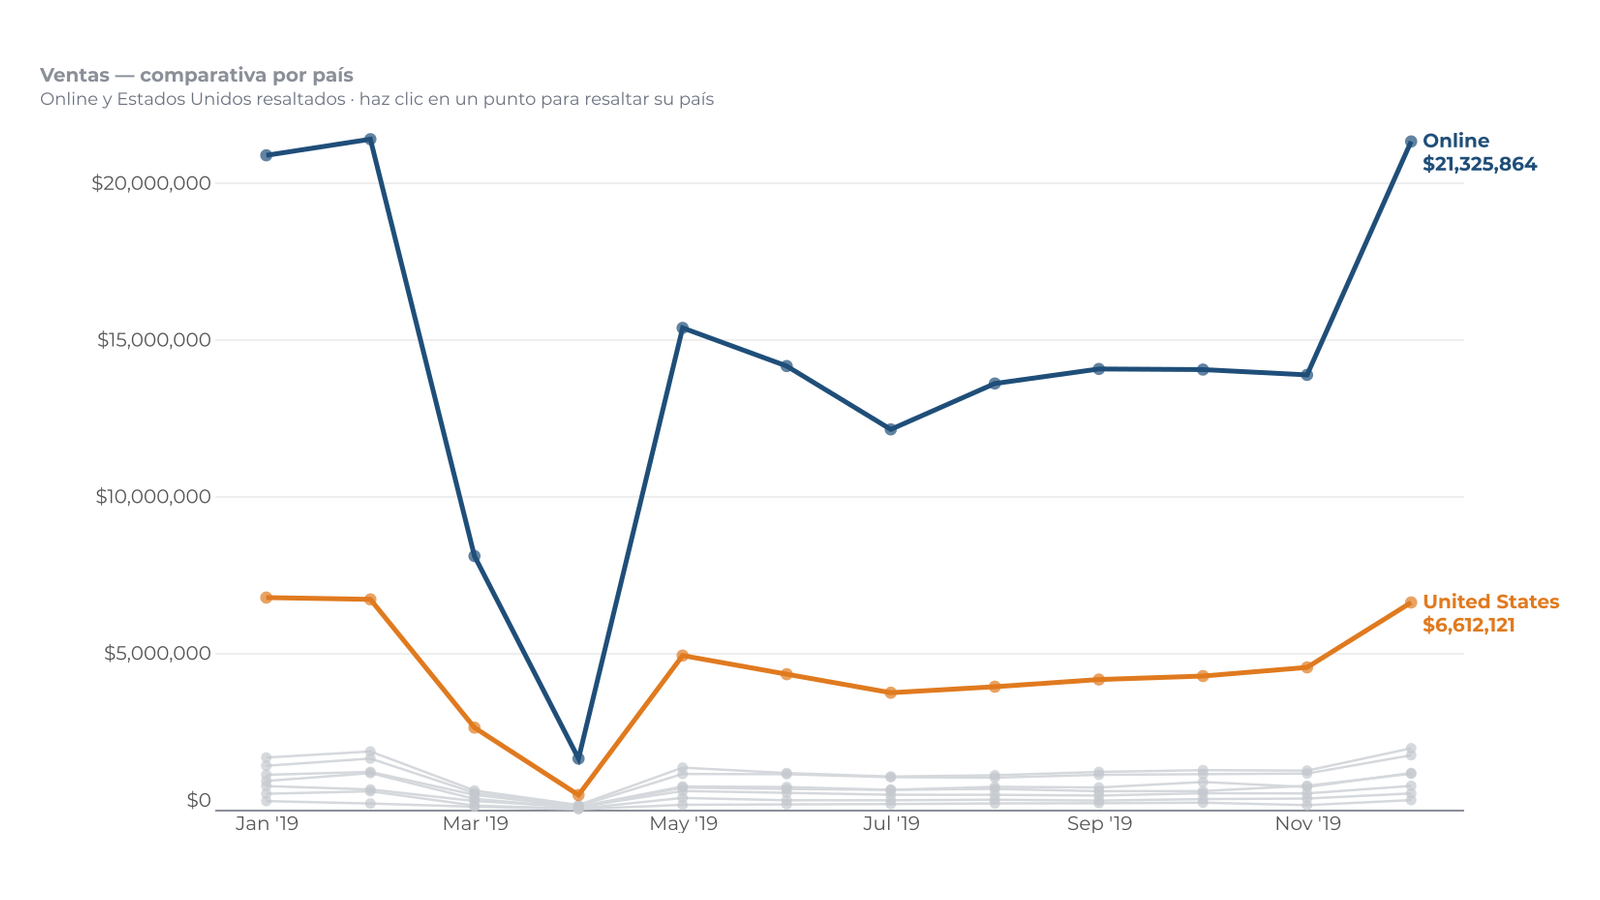 Ventas — comparativa por país
Online y Estados Unidos resaltados · haz clic en un punto para resaltar su país
Online
$21,325,864
$20,000,000
$15,000,000
$10,000,000
United States
$6,612,121
$5,000,000
$0
Jan '19
Mar '19
May '19
Jul '19
Sep '19
Nov '19